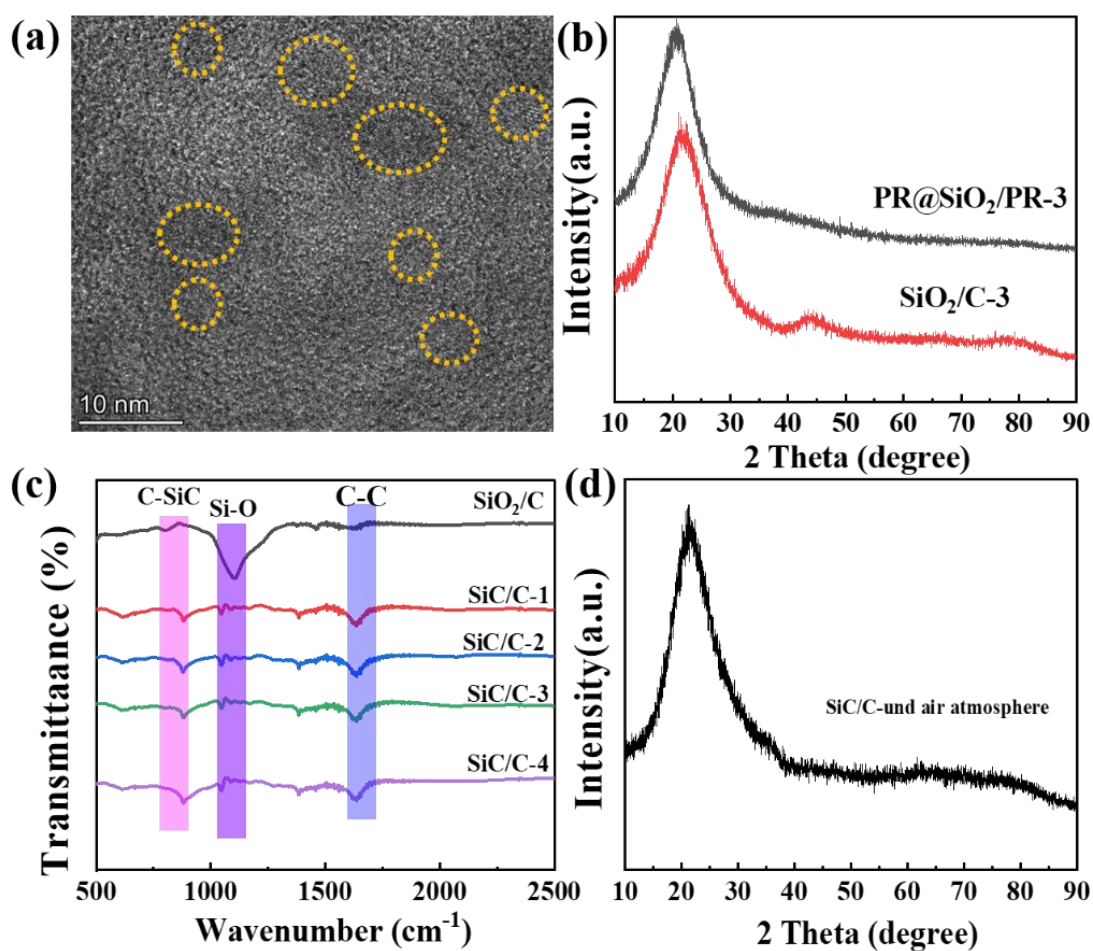 (a)
10 nm
(b)
Intensity(a.u.)
PR@SiO₂/PR-3
SiO₂/C-3
10 20 30 40 50 60 70 80 90
2 Theta (degree)
(c)
Transmittaance (%)
C-SiC
Si-O
C-C
SiO₂/C
SiC/C-1
SiC/C-2
SiC/C-3
SiC/C-4
500 1000 1500 2000 2500
Wavenumber (cm⁻¹)
(d)
Intensity(a.u.)
SiC/C-und air atmosphere
10 20 30 40 50 60 70 80 90
2 Theta (degree)